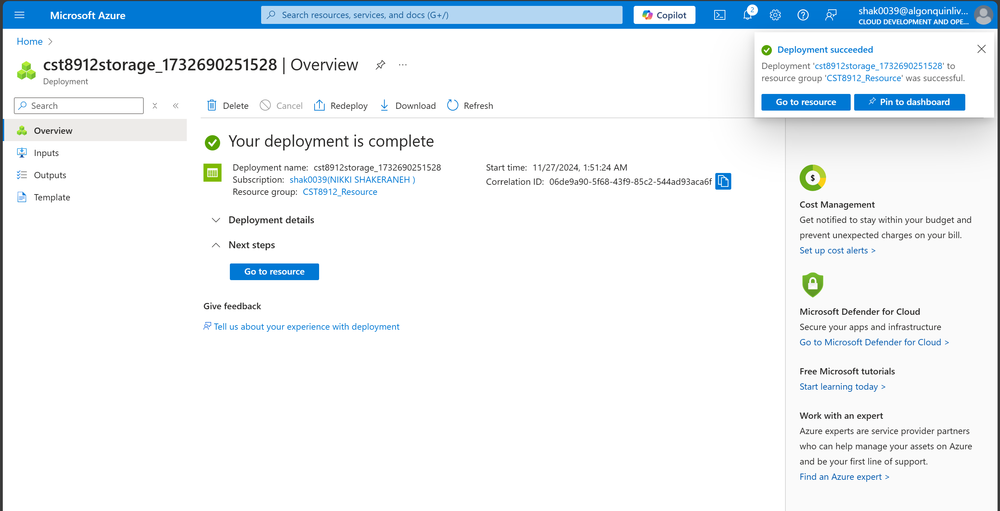 Microsoft Azure
Search resources, services, and docs (G+/)
Copilot
2
shak0039@algonquinliv...
CLOUD DEVELOPMENT AND OPE...
Home
cst8912storage_1732690251528 | Overview
Deployment
Deployment succeeded
Deployment 'cst8912storage_1732690251528' to
resource group 'CST8912_Resource' was successful.
Go to resource
Pin to dashboard
Search
Delete
Cancel
Redeploy
Download
Refresh
Overview
Inputs
Outputs
Template
Your deployment is complete
Deployment name: cst8912storage_1732690251528
Subscription: shak0039(NIKKI SHAKERANEH )
Resource group: CST8912_Resource
Start time: 11/27/2024, 1:51:24 AM
Correlation ID: 06de9a90-5f68-43f9-85c2-544ad93aca6f
Deployment details
Next steps
Go to resource
Give feedback
Tell us about your experience with deployment
$
Cost Management
Get notified to stay within your budget and
prevent unexpected charges on your bill.
Set up cost alerts >
Microsoft Defender for Cloud
Secure your apps and infrastructure
Go to Microsoft Defender for Cloud >
Free Microsoft tutorials
Start learning today >
Work with an expert
Azure experts are service provider partners
who can help manage your assets on Azure
and be your first line of support.
Find an Azure expert >